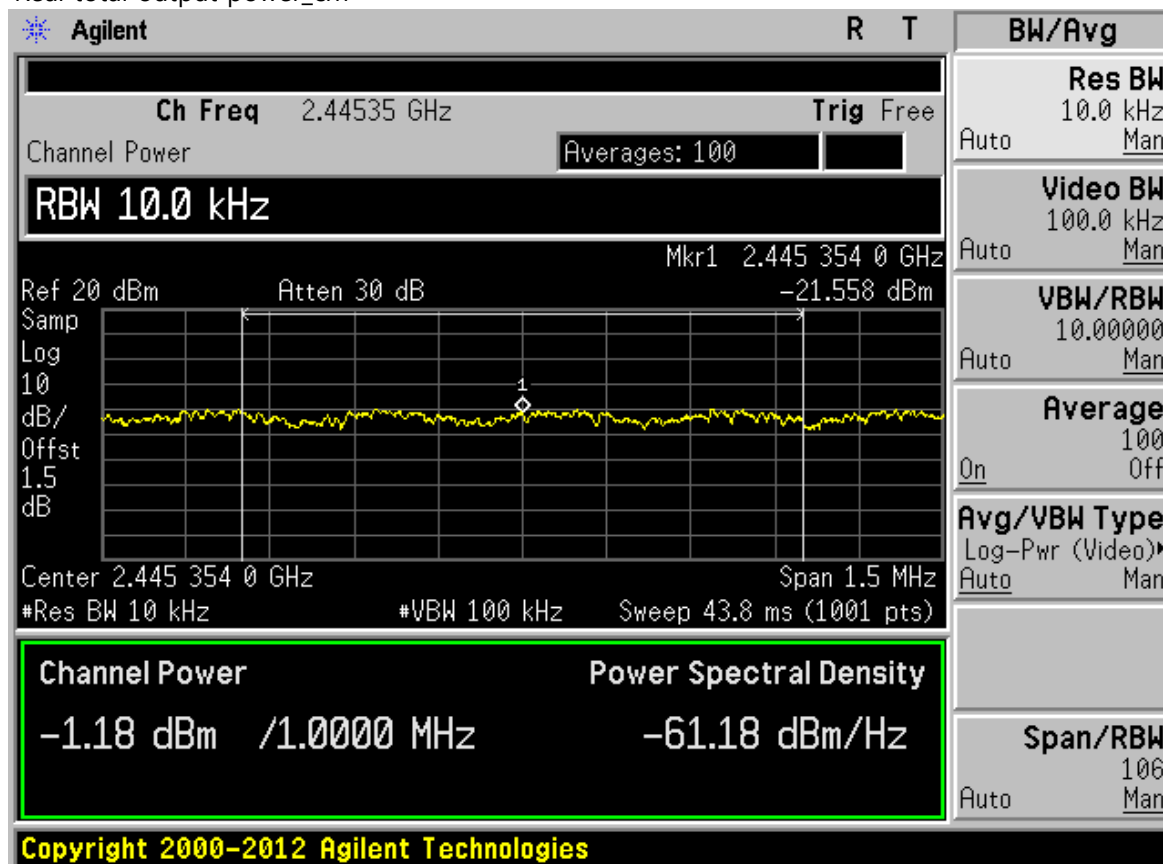 Agilent
R T
BW/Avg
Ch Freq 2.44535 GHz
Trig Free
Channel Power
Averages: 100
RBW 10.0 kHz
Mkr1 2.445 354 0 GHz
Ref 20 dBm
Atten 30 dB
-21.558 dBm
Samp
Log
10
dB/
Offst
1.5
dB
1
Center 2.445 354 0 GHz
Span 1.5 MHz
#Res BW 10 kHz
#VBW 100 kHz
Sweep 43.8 ms (1001 pts)
Channel Power
Power Spectral Density
-1.18 dBm /1.0000 MHz
-61.18 dBm/Hz
Res BW
10.0 kHz
Auto Man
Video BW
100.0 kHz
Auto Man
VBW/RBW
10.00000
Auto Man
Average
100
On Off
Avg/VBW Type
Log-Pwr (Video)
Auto Man
Span/RBW
106
Auto Man
Copyright 2000-2012 Agilent Technologies